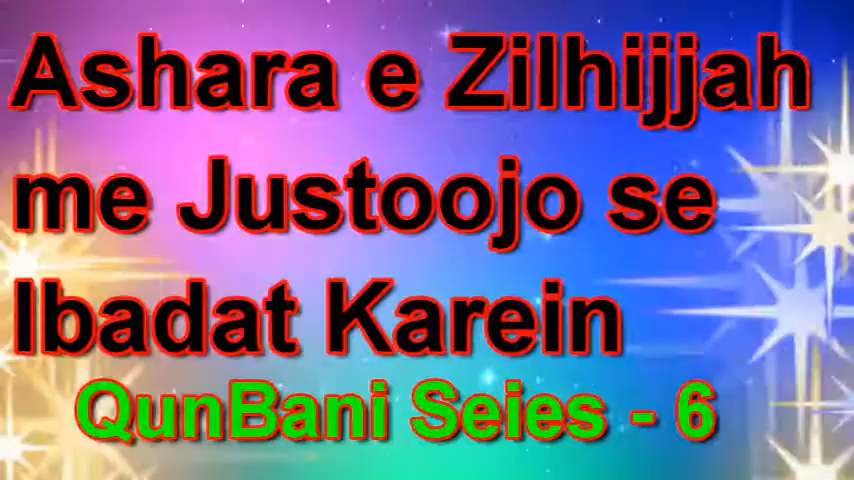 Ashara e Zilhijjah
me Justoojo se
Ibadat Karein
QunBani Seies - 6